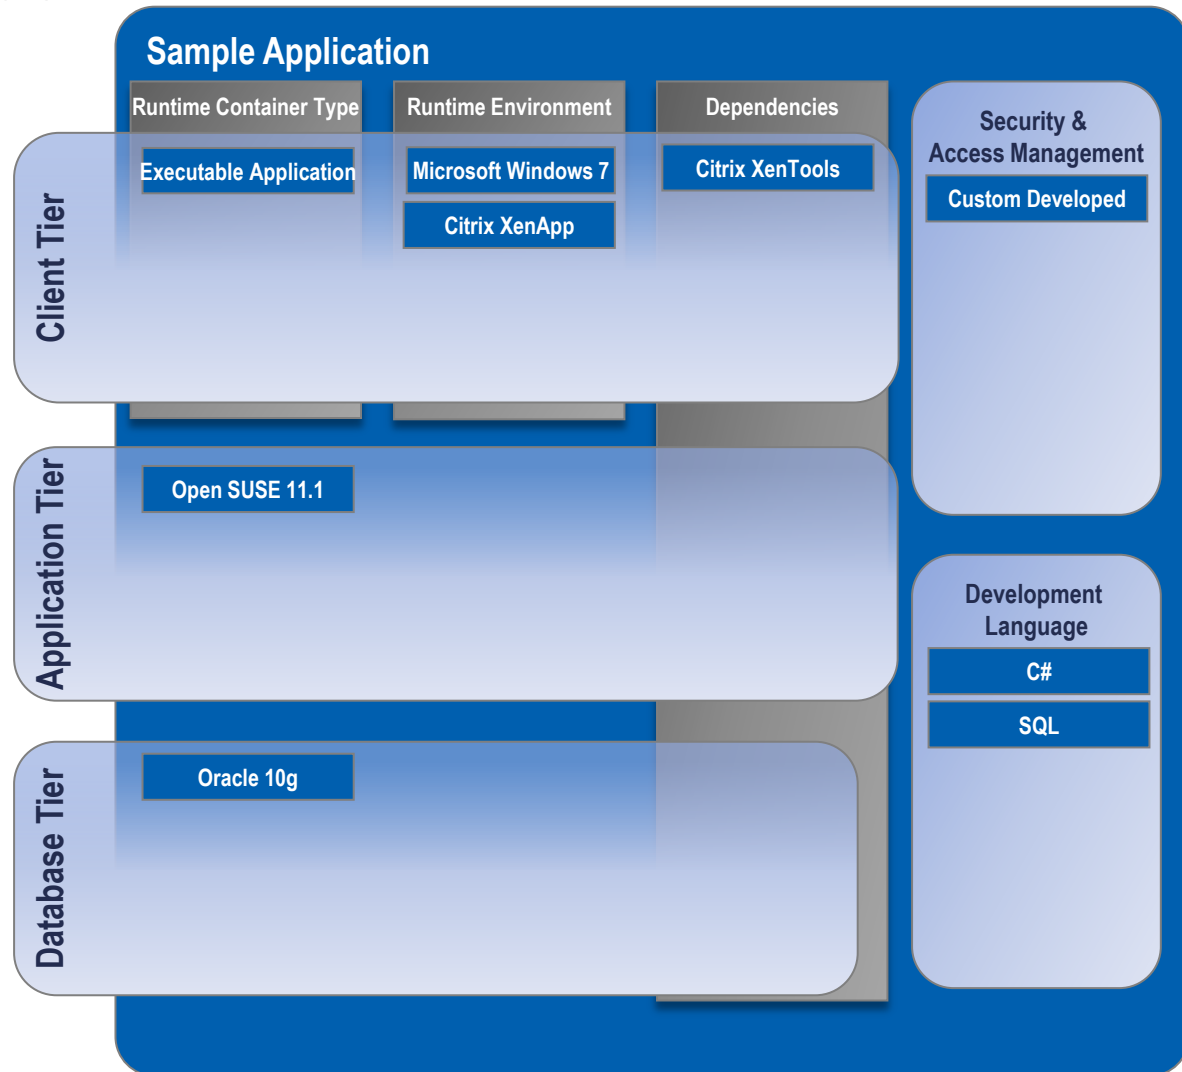 Sample Application
Runtime Container Type
Runtime Environment
Dependencies
Security &
Access Management
Custom Developed
Client Tier
Executable Application
Microsoft Windows 7
Citrix XenApp
Citrix XenTools
Application Tier
Open SUSE 11.1
Development
Language
C#
SQL
Database Tier
Oracle 10g